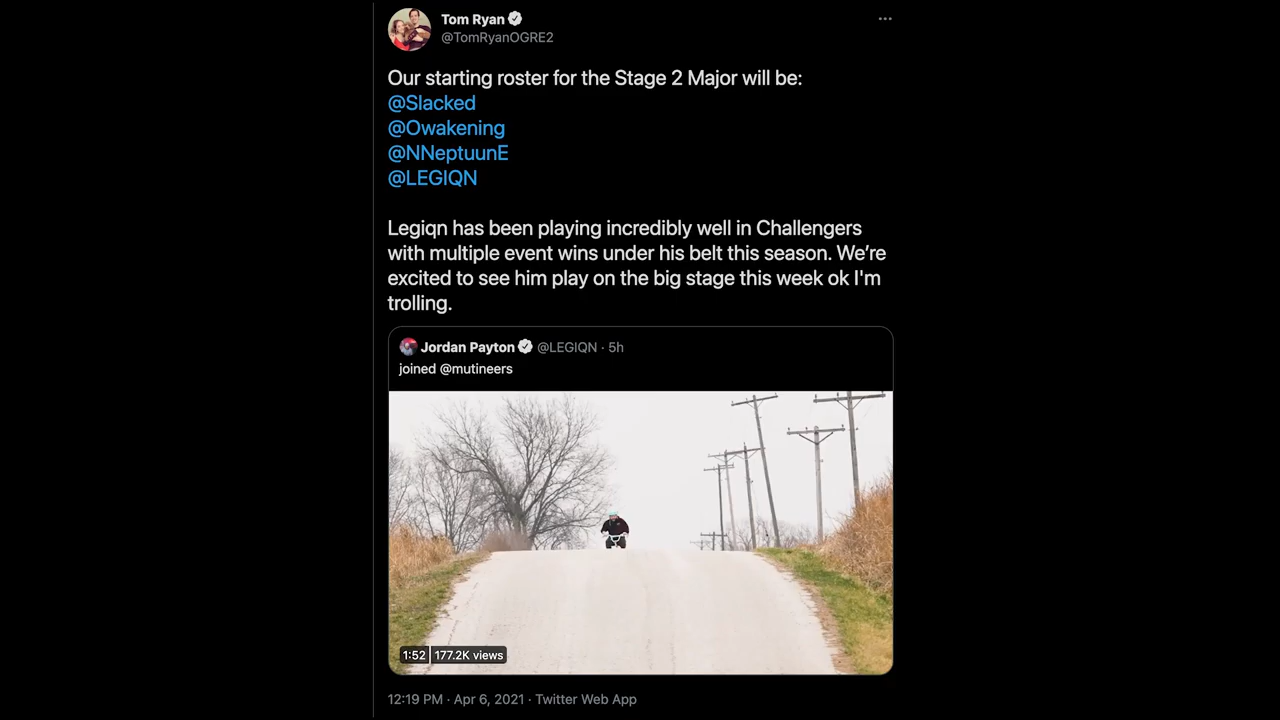 Tom Ryan
@TomRyanOGRE2
Our starting roster for the Stage 2 Major will be:
@Slacked
@Owakening
@NNeptuunE
@LEGIQN
Legiqn has been playing incredibly well in Challengers
with multiple event wins under his belt this season. We’re
excited to see him play on the big stage this week ok I'm
trolling.
Jordan Payton @LEGIQN · 5h
joined @mutineers
1:52 177.2K views
12:19 PM · Apr 6, 2021 · Twitter Web App